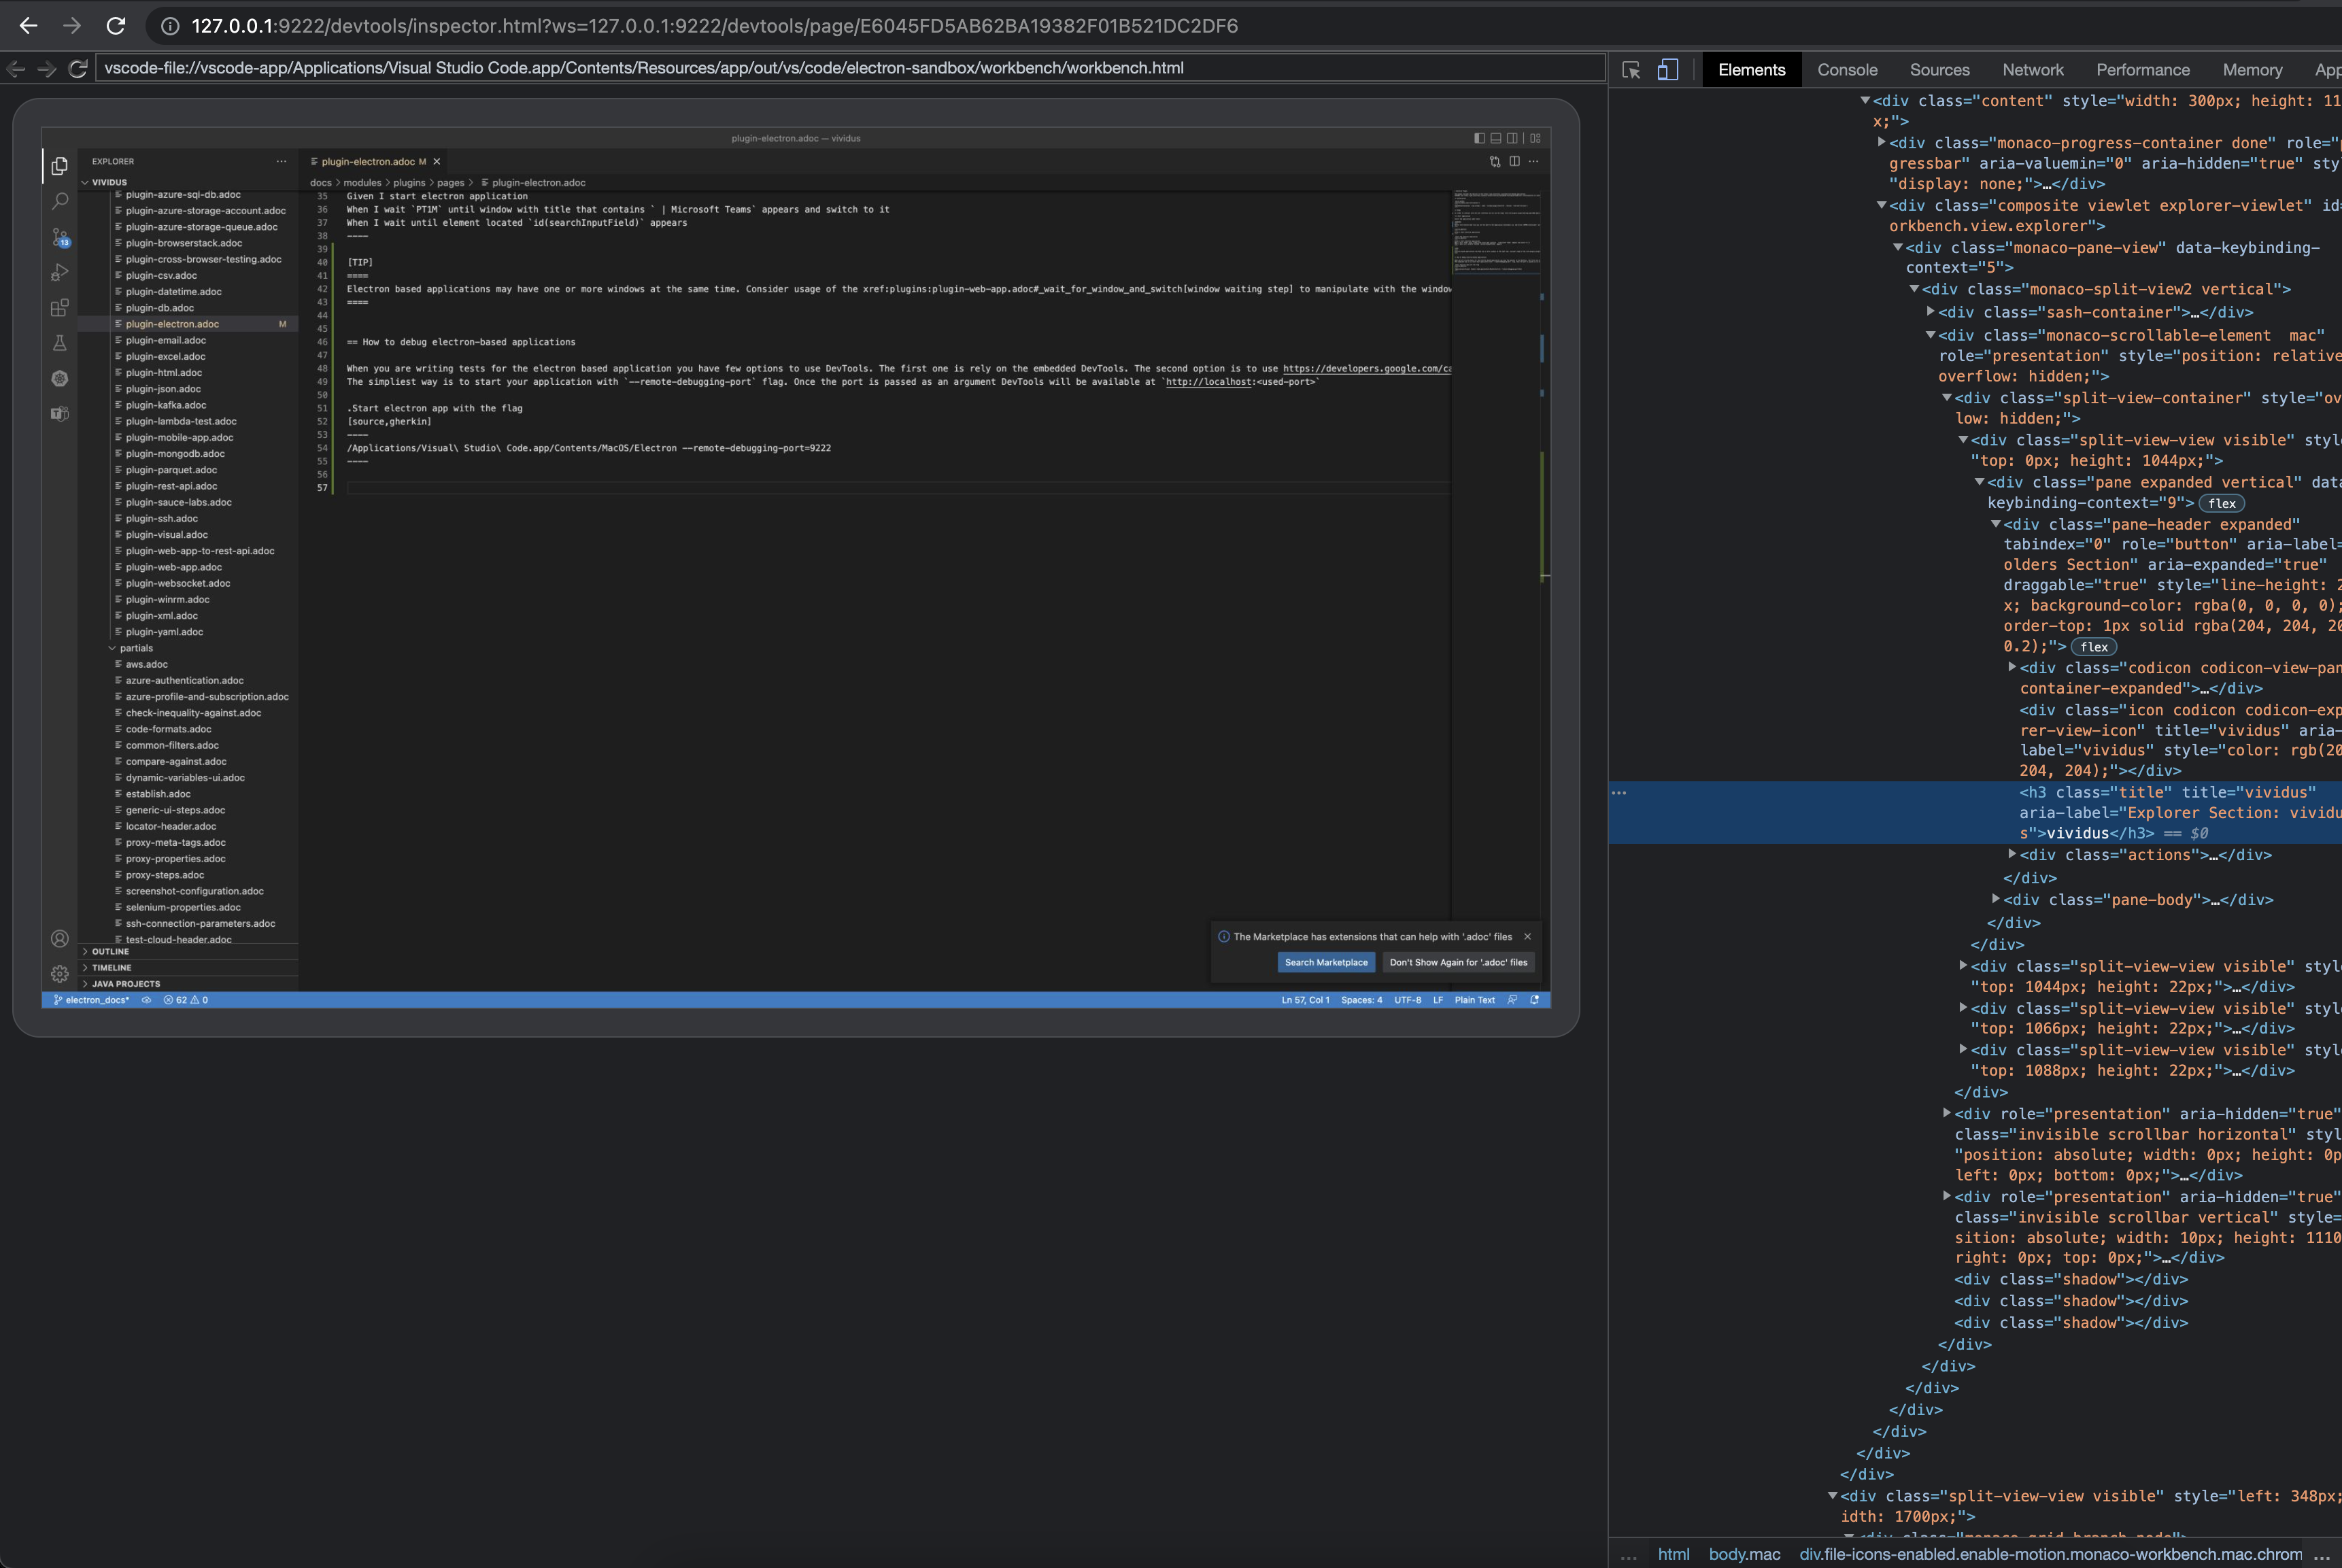 127.0.0.1:9222/devtools/inspector.html?ws=127.0.0.1:9222/devtools/page/E6045FD5AB62BA19382F01B521DC2DF6
vscode-file://vscode-app/Applications/Visual Studio Code.app/Contents/Resources/app/out/vs/code/electron-sandbox/workbench/workbench.html
plugin-electron.adoc — vividus
EXPLORER
VIVIDUS
plugin-azure-sql-db.adoc
plugin-azure-storage-account.adoc
plugin-azure-storage-queue.adoc
plugin-browserstack.adoc
plugin-cross-browser-testing.adoc
plugin-csv.adoc
plugin-datetime.adoc
plugin-db.adoc
plugin-electron.adoc M
plugin-email.adoc
plugin-excel.adoc
plugin-html.adoc
plugin-json.adoc
plugin-kafka.adoc
plugin-lambda-test.adoc
plugin-mobile-app.adoc
plugin-mongodb.adoc
plugin-parquet.adoc
plugin-rest-api.adoc
plugin-sauce-labs.adoc
plugin-ssh.adoc
plugin-visual.adoc
plugin-web-app-to-rest-api.adoc
plugin-web-app.adoc
plugin-websocket.adoc
plugin-winrm.adoc
plugin-xml.adoc
plugin-yaml.adoc
partials
aws.adoc
azure-authentication.adoc
azure-profile-and-subscription.adoc
check-inequality-against.adoc
code-formats.adoc
common-filters.adoc
compare-against.adoc
dynamic-variables-ui.adoc
establish.adoc
generic-ui-steps.adoc
locator-header.adoc
proxy-meta-tags.adoc
proxy-properties.adoc
proxy-steps.adoc
screenshot-configuration.adoc
selenium-properties.adoc
ssh-connection-parameters.adoc
test-cloud-header.adoc
OUTLINE
TIMELINE
JAVA PROJECTS
13
plugin-electron.adoc M
docs > modules > plugins > pages > plugin-electron.adoc
35 Given I start electron application
36 When I wait `PT1M` until window with title that contains ` | Microsoft Teams` appears and switch to it
37 When I wait until element located `id(searchInputField)` appears
38 ----
39
40 [TIP]
41 ====
42 Electron based applications may have one or more windows at the same time. Consider usage of the xref:plugins:plugin-web-app.adoc#_wait_for_window_and_switch[window waiting step] to manipulate with the window
43 ====
44
45
46 == How to debug electron-based applications
47
48 When you are writing tests for the electron based application you have few options to use DevTools. The first one is rely on the embedded DevTools. The second option is to use https://developers.google.com/ca
49 The simpliest way is to start your application with `--remote-debugging-port` flag. Once the port is passed as an argument DevTools will be available at `http://localhost:<used-port>`
50
51 .Start electron app with the flag
52 [source,gherkin]
53 ----
54 /Applications/Visual\ Studio\ Code.app/Contents/MacOS/Electron --remote-debugging-port=9222
55 ----
56
57
The Marketplace has extensions that can help with '.adoc' files
Search Marketplace Don't Show Again for '.adoc' files
electron_docs* 62 0 Ln 57, Col 1 Spaces: 4 UTF-8 LF Plain Text
Elements Console Sources Network Performance Memory App
<div class="content" style="width: 300px; height: 11
x;">
<div class="monaco-progress-container done" role="p
gressbar" aria-valuemin="0" aria-hidden="true" sty
"display: none;">…</div>
<div class="composite viewlet explorer-viewlet" id=
orkbench.view.explorer">
<div class="monaco-pane-view" data-keybinding-
context="5">
<div class="monaco-split-view2 vertical">
<div class="sash-container">…</div>
<div class="monaco-scrollable-element  mac"
role="presentation" style="position: relative
overflow: hidden;">
<div class="split-view-container" style="ov
low: hidden;">
<div class="split-view-view visible" styl
"top: 0px; height: 1044px;">
<div class="pane expanded vertical" data
keybinding-context="9"> flex
<div class="pane-header expanded"
tabindex="0" role="button" aria-label=
olders Section" aria-expanded="true"
draggable="true" style="line-height: 2
x; background-color: rgba(0, 0, 0, 0);
order-top: 1px solid rgba(204, 204, 20
0.2);"> flex
<div class="codicon codicon-view-pan
container-expanded">…</div>
<div class="icon codicon codicon-exp
rer-view-icon" title="vividus" aria-
label="vividus" style="color: rgb(20
204, 204);"></div>
<h3 class="title" title="vividus"
aria-label="Explorer Section: vividu
s">vividus</h3> == $0
<div class="actions">…</div>
</div>
<div class="pane-body">…</div>
</div>
</div>
<div class="split-view-view visible" styl
"top: 1044px; height: 22px;">…</div>
<div class="split-view-view visible" styl
"top: 1066px; height: 22px;">…</div>
<div class="split-view-view visible" styl
"top: 1088px; height: 22px;">…</div>
</div>
<div role="presentation" aria-hidden="true"
class="invisible scrollbar horizontal" styl
"position: absolute; width: 0px; height: 0p
left: 0px; bottom: 0px;">…</div>
<div role="presentation" aria-hidden="true"
class="invisible scrollbar vertical" style=
sition: absolute; width: 10px; height: 1110
right: 0px; top: 0px;">…</div>
<div class="shadow"></div>
<div class="shadow"></div>
<div class="shadow"></div>
</div>
</div>
</div>
</div>
</div>
</div>
</div>
<div class="split-view-view visible" style="left: 348px;
idth: 1700px;">
… html body.mac div.file-icons-enabled.enable-motion.monaco-workbench.mac.chrom …